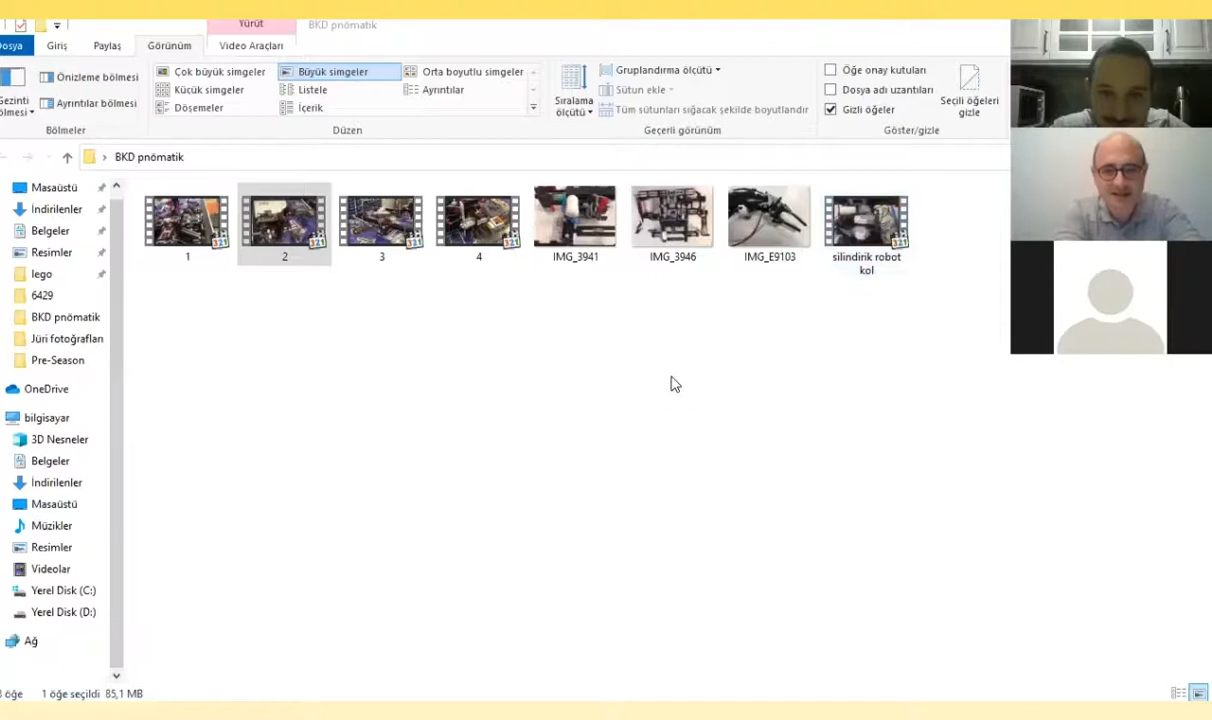 Yürüt
BKD pnömatik
Dosya
Giriş
Paylaş
Görünüm
Video Araçları
Önizleme bölmesi
Ayrıntılar bölmesi
Bölmeler
Çok büyük simgeler
Büyük simgeler
Orta boyutlu simgeler
Küçük simgeler
Listele
Ayrıntılar
Döşemeler
İçerik
Düzen
Sıralama
ölçütü
Gruplandırma ölçütü
Sütun ekle
Tüm sütunları sığacak şekilde boyutlandır
Geçerli görünüm
Öğe onay kutuları
Dosya adı uzantıları
Gizli öğeler
Seçili öğeleri
gizle
Göster/gizle
BKD pnömatik
Masaüstü
İndirilenler
Belgeler
Resimler
lego
6429
BKD pnömatik
Jüri fotoğrafları
Pre-Season
OneDrive
bilgisayar
3D Nesneler
Belgeler
İndirilenler
Masaüstü
Müzikler
Resimler
Videolar
Yerel Disk (C:)
Yerel Disk (D:)
Ağ
1
2
3
4
IMG_3941
IMG_3946
IMG_E9103
silindirik robot
kol
öğe
1 öğe seçildi 85,1 MB